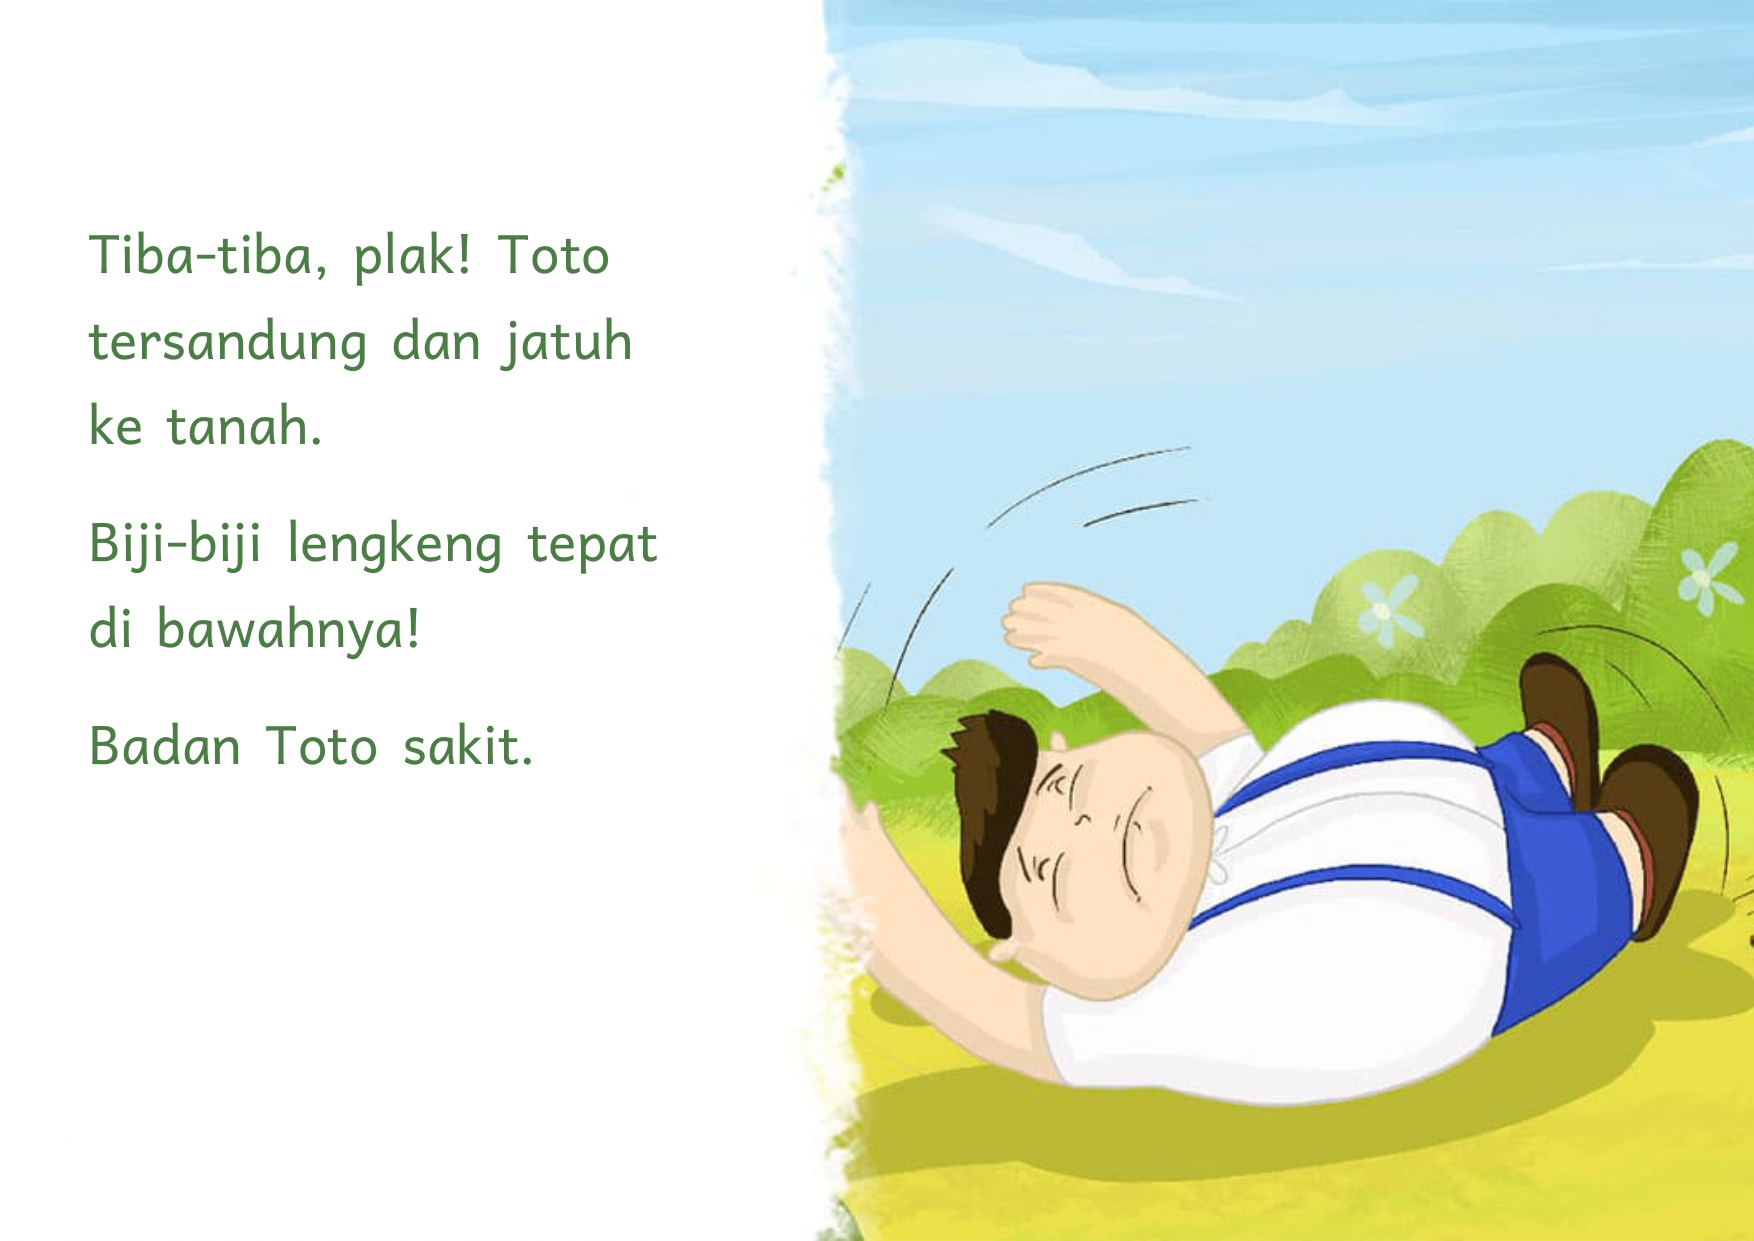 Tiba-tiba, plak! Toto
tersandung dan jatuh
ke tanah.
Biji-biji lengkeng tepat
di bawahnya!
Badan Toto sakit.